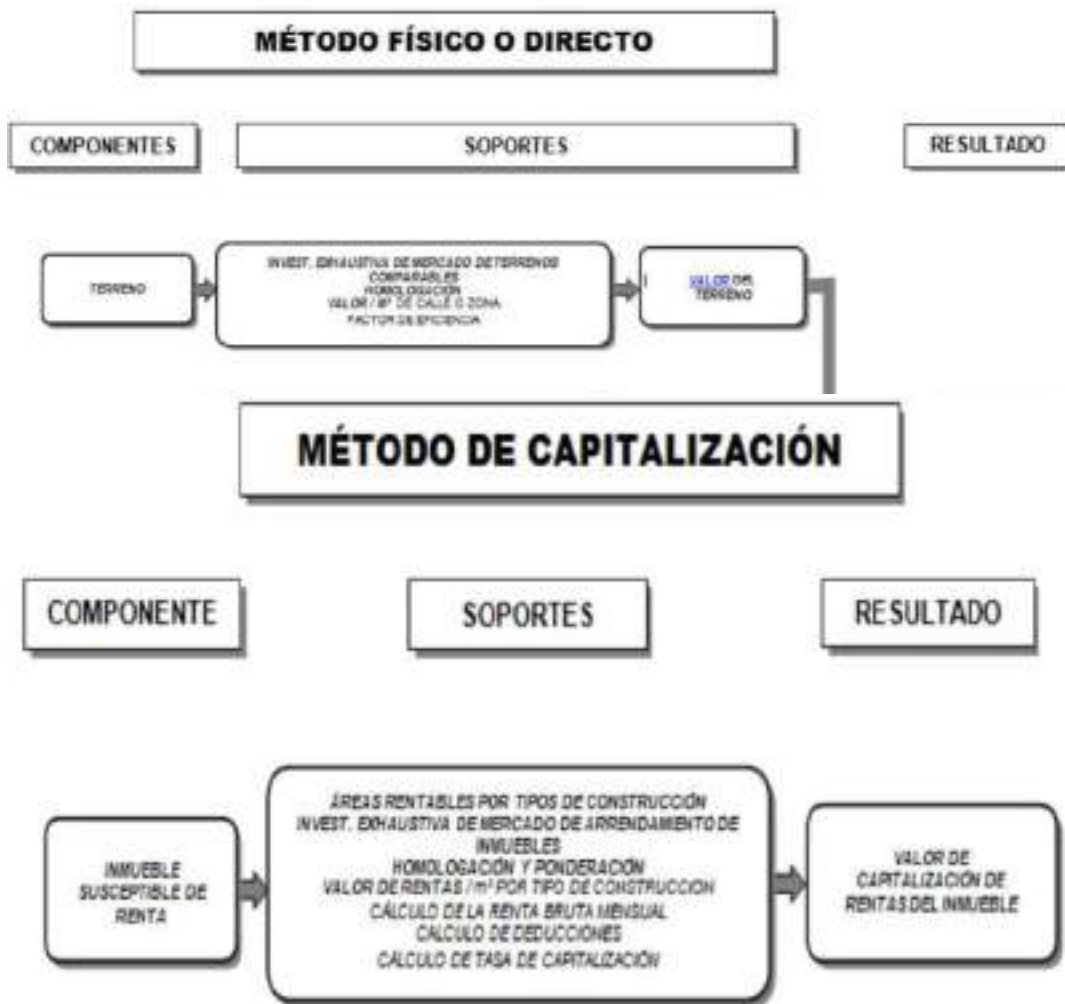 MÉTODO FÍSICO O DIRECTO
COMPONENTES
SOPORTES
RESULTADO
TERRENO
INVEST. EXHAUSTIVA DE MERCADO DE TERRENOS
COMPARABLES
HOMOLOGACIÓN
VALOR / M² DE CALLE O ZONA
FACTOR DE EFICIENCIA
VALOR DEL
TERRENO
MÉTODO DE CAPITALIZACIÓN
COMPONENTE
SOPORTES
RESULTADO
INMUEBLE
SUSCEPTIBLE DE
RENTA
ÁREAS RENTABLES POR TIPOS DE CONSTRUCCIÓN
INVEST. EXHAUSTIVA DE MERCADO DE ARRENDAMIENTO DE
INMUEBLES
HOMOLOGACIÓN Y PONDERACIÓN
VALOR DE RENTAS / m² POR TIPO DE CONSTRUCCIÓN
CÁLCULO DE LA RENTA BRUTA MENSUAL
CALCULO DE DEDUCCIONES
CÁLCULO DE TASA DE CAPITALIZACIÓN
VALOR DE
CAPITALIZACIÓN DE
RENTAS DEL INMUEBLE